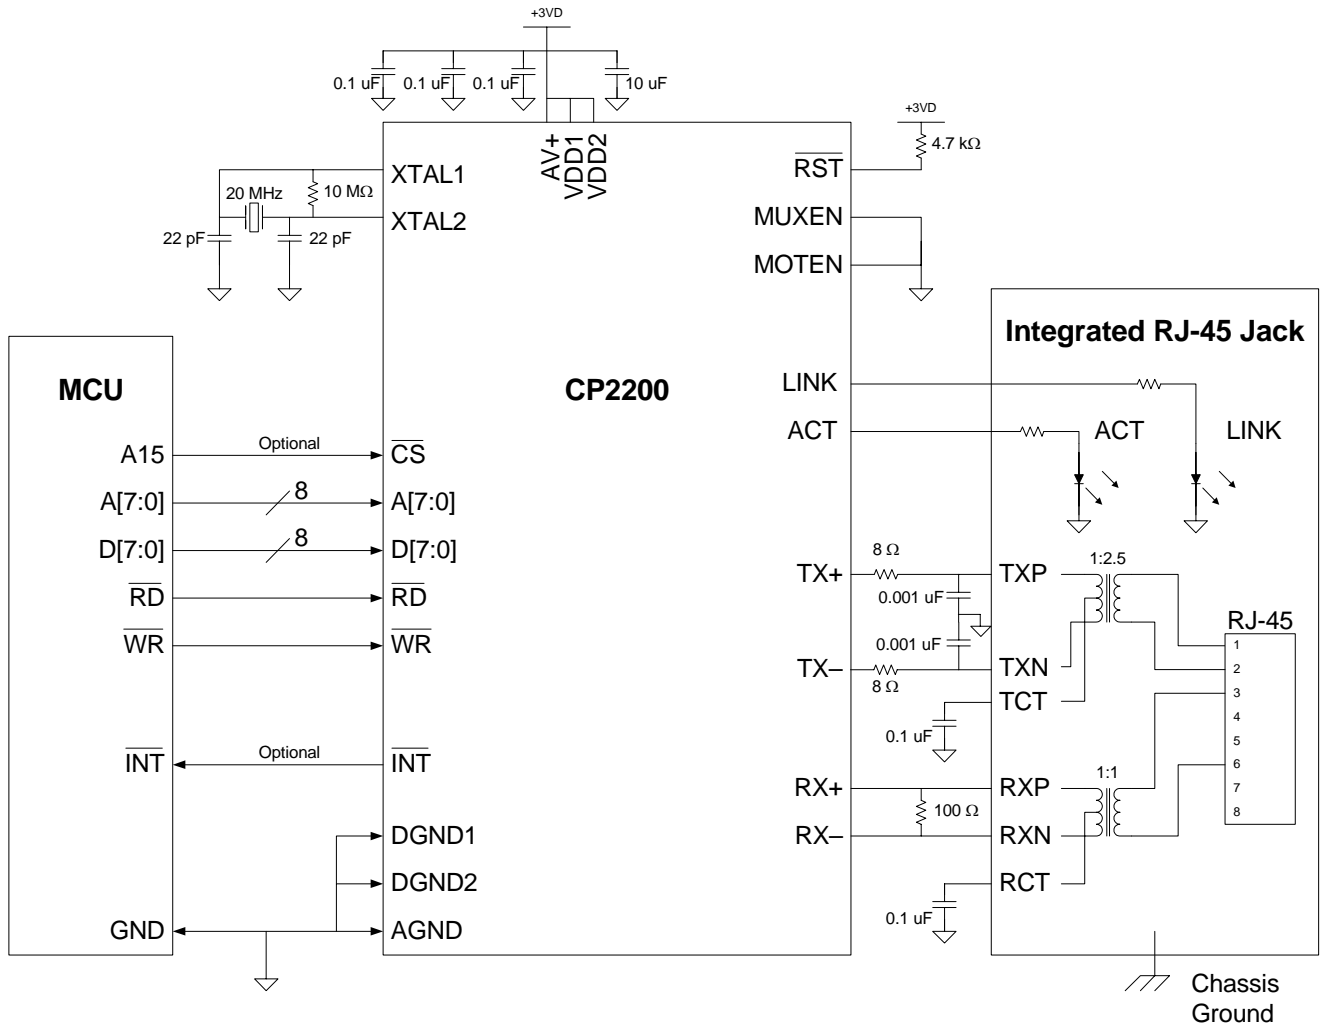 +3VD
0.1 uF
0.1 uF
0.1 uF
10 uF
+3VD
4.7 kΩ
AV+
VDD1
VDD2
XTAL1
XTAL2
20 MHz
10 MΩ
22 pF
22 pF
RST
MUXEN
MOTEN
Integrated RJ-45 Jack
MCU
CP2200
LINK
ACT
ACT
LINK
A15
Optional
CS
A[7:0]
8
A[7:0]
D[7:0]
8
D[7:0]
RD
RD
WR
WR
INT
Optional
INT
DGND1
DGND2
GND
AGND
TX+
8 Ω
0.001 uF
0.001 uF
TX–
8 Ω
0.1 uF
RX+
100 Ω
RX–
0.1 uF
TXP
1:2.5
TXN
TCT
RXP
1:1
RXN
RCT
RJ-45
1
2
3
4
5
6
7
8
Chassis
Ground